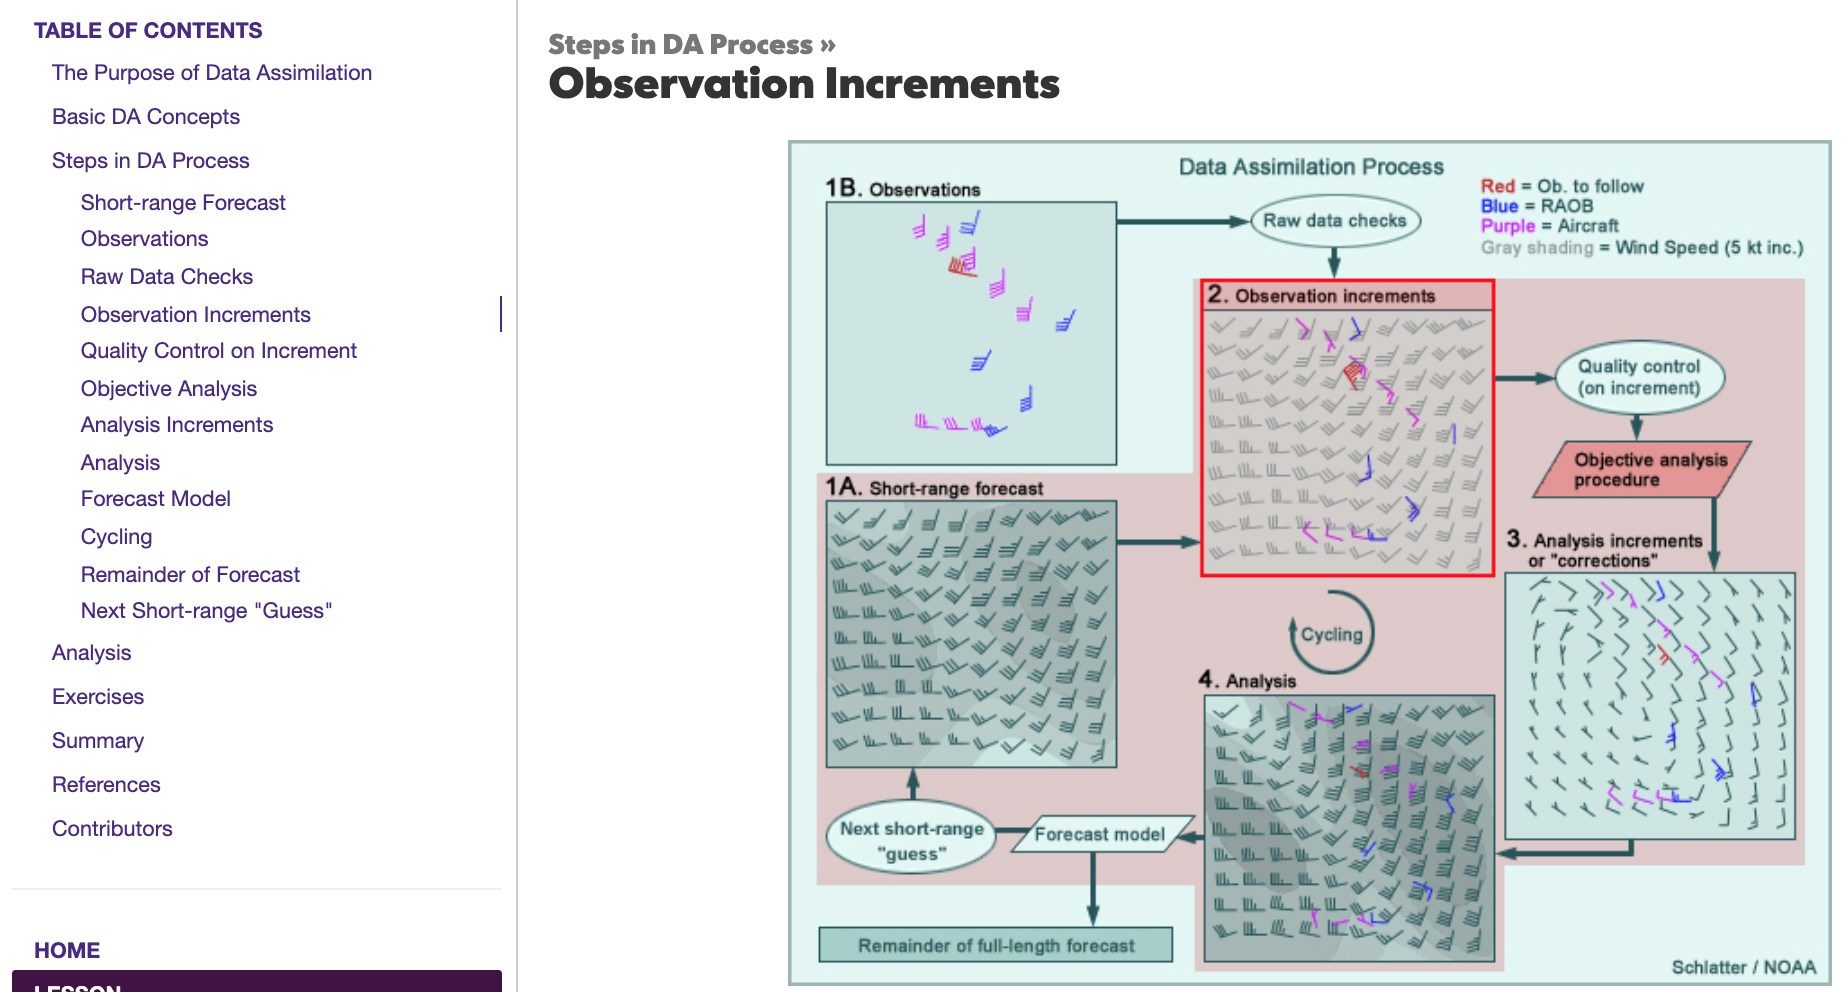 TABLE OF CONTENTS
The Purpose of Data Assimilation
Basic DA Concepts
Steps in DA Process
Short-range Forecast
Observations
Raw Data Checks
Observation Increments
Quality Control on Increment
Objective Analysis
Analysis Increments
Analysis
Forecast Model
Cycling
Remainder of Forecast
Next Short-range "Guess"
Analysis
Exercises
Summary
References
Contributors
HOME
LESSON
Steps in DA Process »
Observation Increments
Data Assimilation Process
1B. Observations
Raw data checks
Red = Ob. to follow
Blue = RAOB
Purple = Aircraft
Gray shading = Wind Speed (5 kt inc.)
2. Observation increments
Quality control
(on increment)
Objective analysis
procedure
1A. Short-range forecast
3. Analysis increments
or "corrections"
Cycling
4. Analysis
Next short-range
"guess"
Forecast model
Remainder of full-length forecast
Schlatter / NOAA